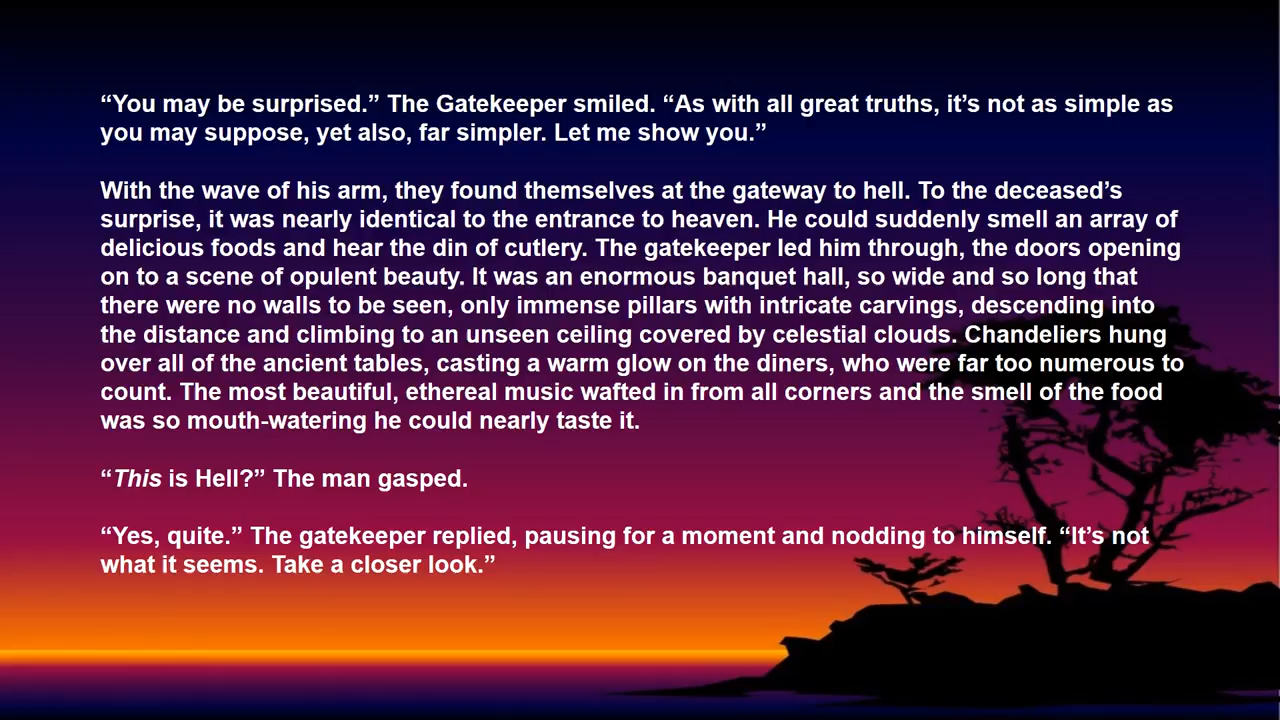 “You may be surprised.” The Gatekeeper smiled. “As with all great truths, it’s not as simple as
you may suppose, yet also, far simpler. Let me show you.”
With the wave of his arm, they found themselves at the gateway to hell. To the deceased’s
surprise, it was nearly identical to the entrance to heaven. He could suddenly smell an array of
delicious foods and hear the din of cutlery. The gatekeeper led him through, the doors opening
on to a scene of opulent beauty. It was an enormous banquet hall, so wide and so long that
there were no walls to be seen, only immense pillars with intricate carvings, descending into
the distance and climbing to an unseen ceiling covered by celestial clouds. Chandeliers hung
over all of the ancient tables, casting a warm glow on the diners, who were far too numerous to
count. The most beautiful, ethereal music wafted in from all corners and the smell of the food
was so mouth-watering he could nearly taste it.
“This is Hell?” The man gasped.
“Yes, quite.” The gatekeeper replied, pausing for a moment and nodding to himself. “It’s not
what it seems. Take a closer look.”